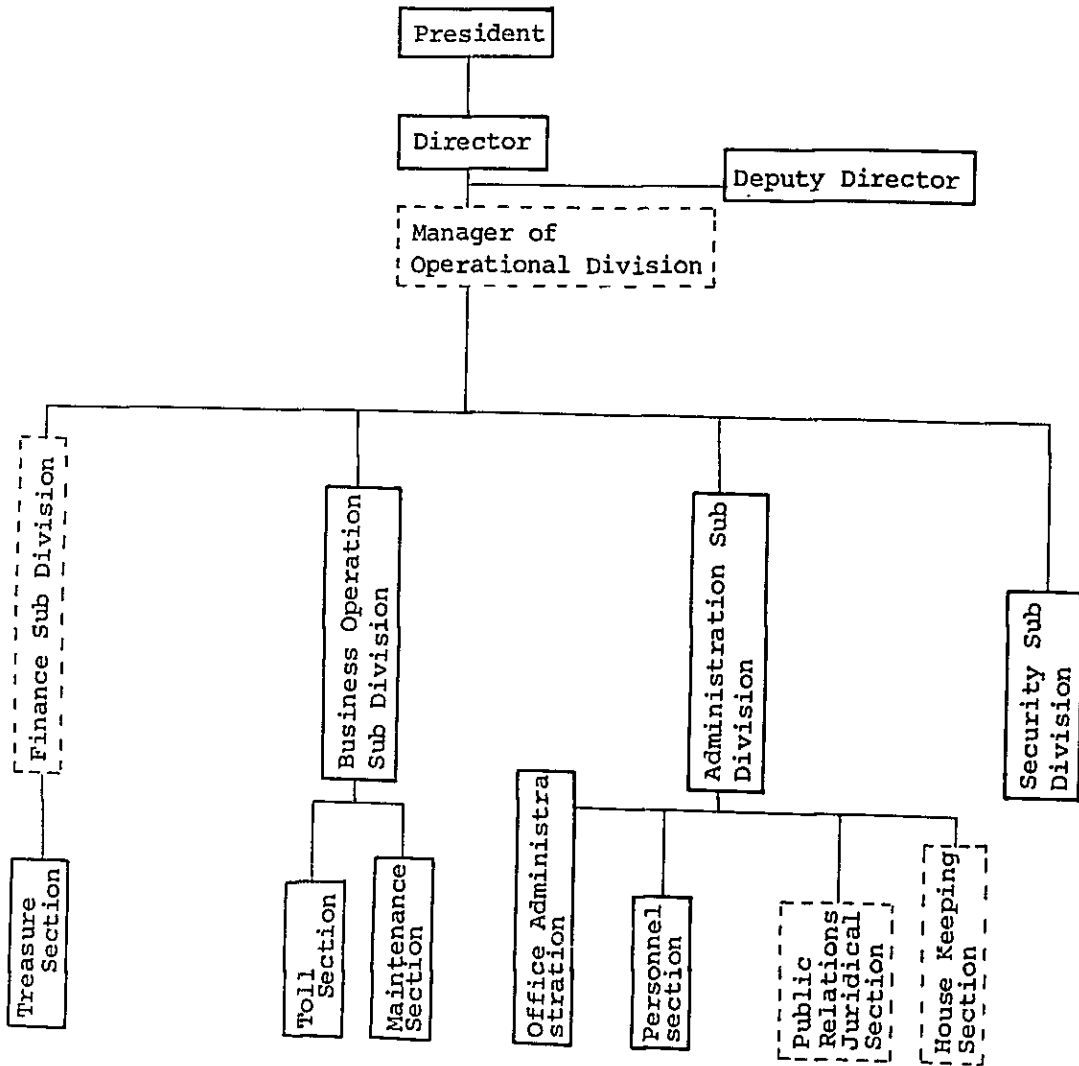 President
Director
Deputy Director
Manager of
Operational Division
Finance Sub Division
Business Operation
Sub Division
Administration Sub
Division
Security Sub
Division
Treasure
Section
Toll
Section
Maintenance
Section
Office Administra
stration
Personnel
section
Public
Relations
Juridical
Section
House Keeping
Section